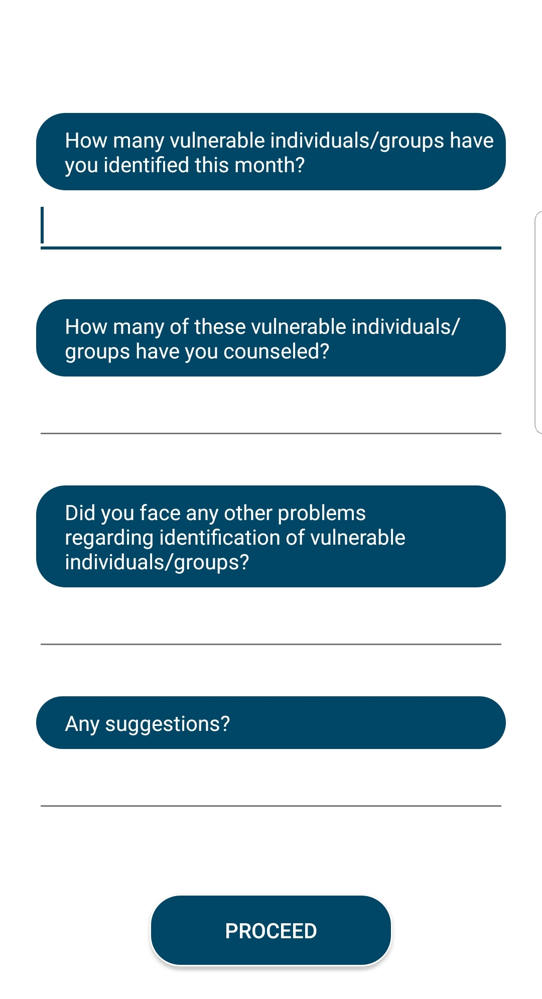 How many vulnerable individuals/groups have
you identified this month?
How many of these vulnerable individuals/
groups have you counseled?
Did you face any other problems
regarding identification of vulnerable
individuals/groups?
Any suggestions?
PROCEED